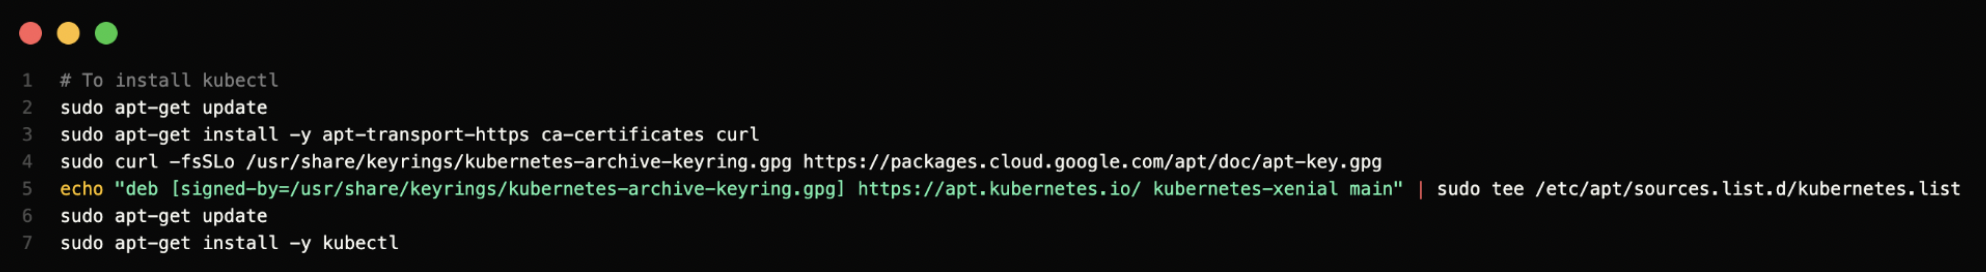 1 # To install kubectl
2 sudo apt-get update
3 sudo apt-get install -y apt-transport-https ca-certificates curl
4 sudo curl -fsSLo /usr/share/keyrings/kubernetes-archive-keyring.gpg https://packages.cloud.google.com/apt/doc/apt-key.gpg
5 echo "deb [signed-by=/usr/share/keyrings/kubernetes-archive-keyring.gpg] https://apt.kubernetes.io/ kubernetes-xenial main" | sudo tee /etc/apt/sources.list.d/kubernetes.list
6 sudo apt-get update
7 sudo apt-get install -y kubectl